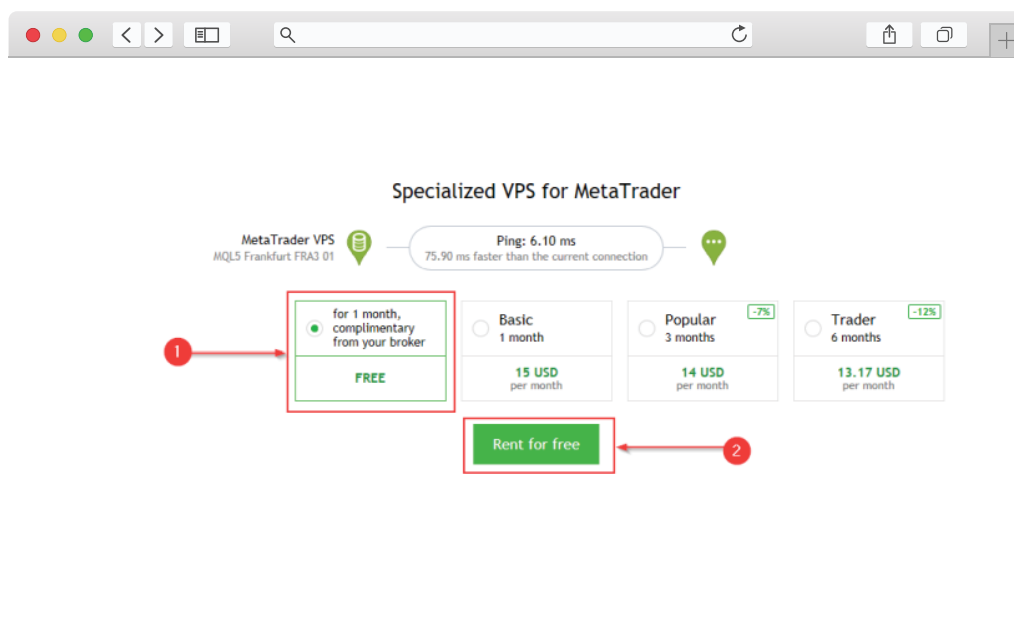 Specialized VPS for MetaTrader
MetaTrader VPS
MQL5 Frankfurt FRA3 01
Ping: 6.10 ms
75.90 ms faster than the current connection
for 1 month,
complimentary
from your broker
FREE
Basic
1 month
15 USD
per month
Popular
-7%
3 months
14 USD
per month
Trader
-12%
6 months
13.17 USD
per month
1
Rent for free
2